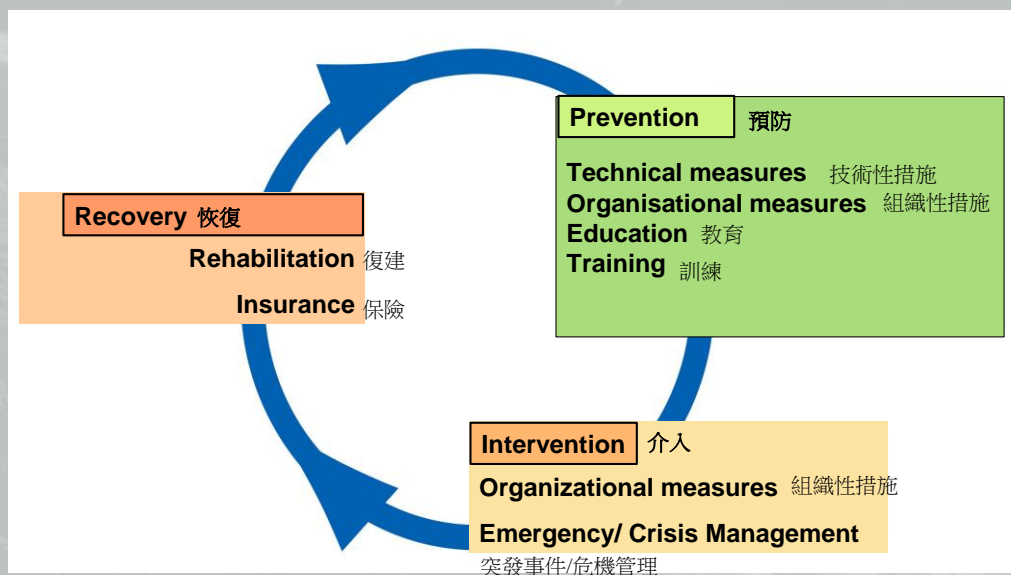 Prevention 預防
Technical measures 技術性措施
Organisational measures 組織性措施
Education 教育
Training 訓練
Recovery 恢復
Rehabilitation 復建
Insurance 保險
Intervention 介入
Organizational measures 組織性措施
Emergency/ Crisis Management
突發事件/危機管理